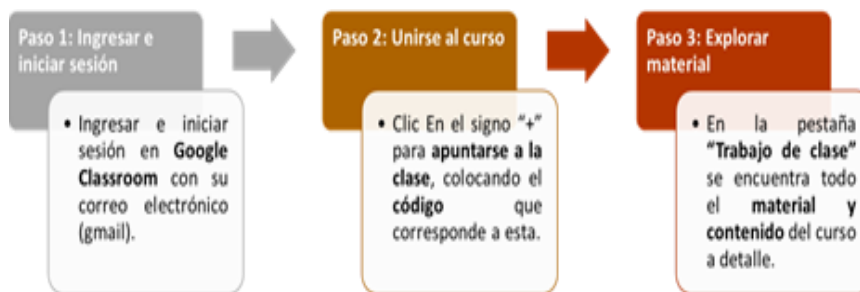 Paso 1: Ingresar e
iniciar sesión
• Ingresar e iniciar
sesión en Google
Classroom con su
correo electrónico
(gmail).
Paso 2: Unirse al curso
• Clic En el signo "+"
para apuntarse a la
clase, colocando el
código que
corresponde a esta.
Paso 3: Explorar
material
• En la pestaña
"Trabajo de clase"
se encuentra todo
el material y
contenido del curso
a detalle.